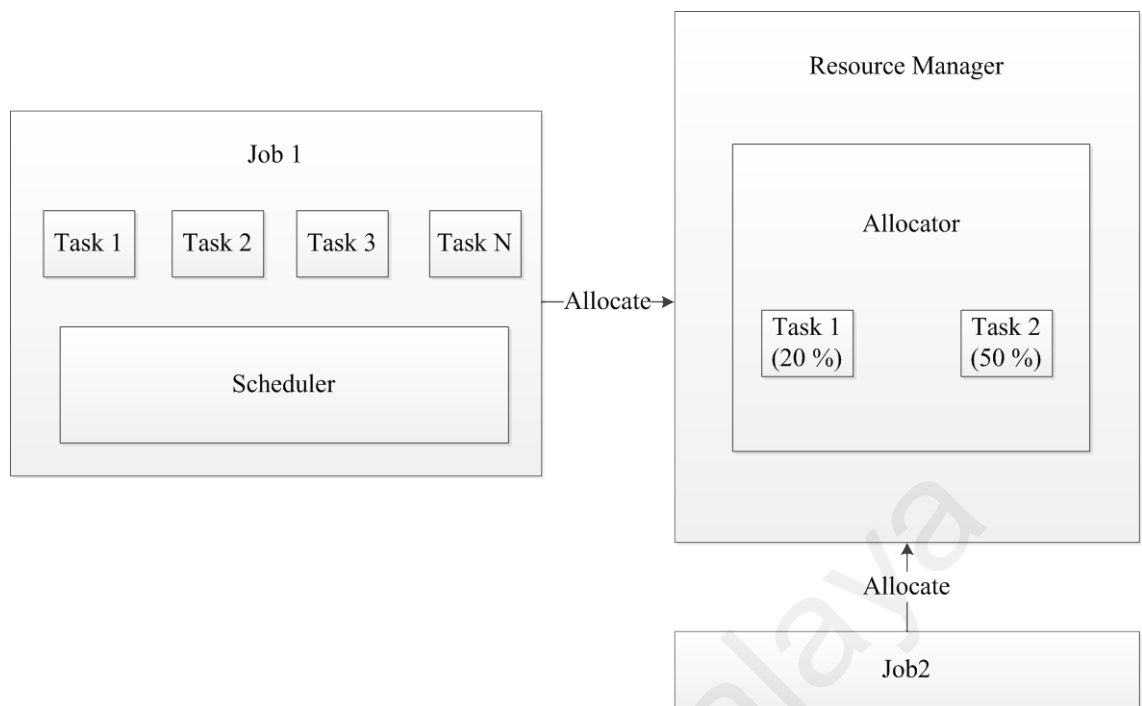 Job 1
Task 1
Task 2
Task 3
Task N
Scheduler
Allocate
Resource Manager
Allocator
Task 1
(20 %)
Task 2
(50 %)
Allocate
Job2
alaya